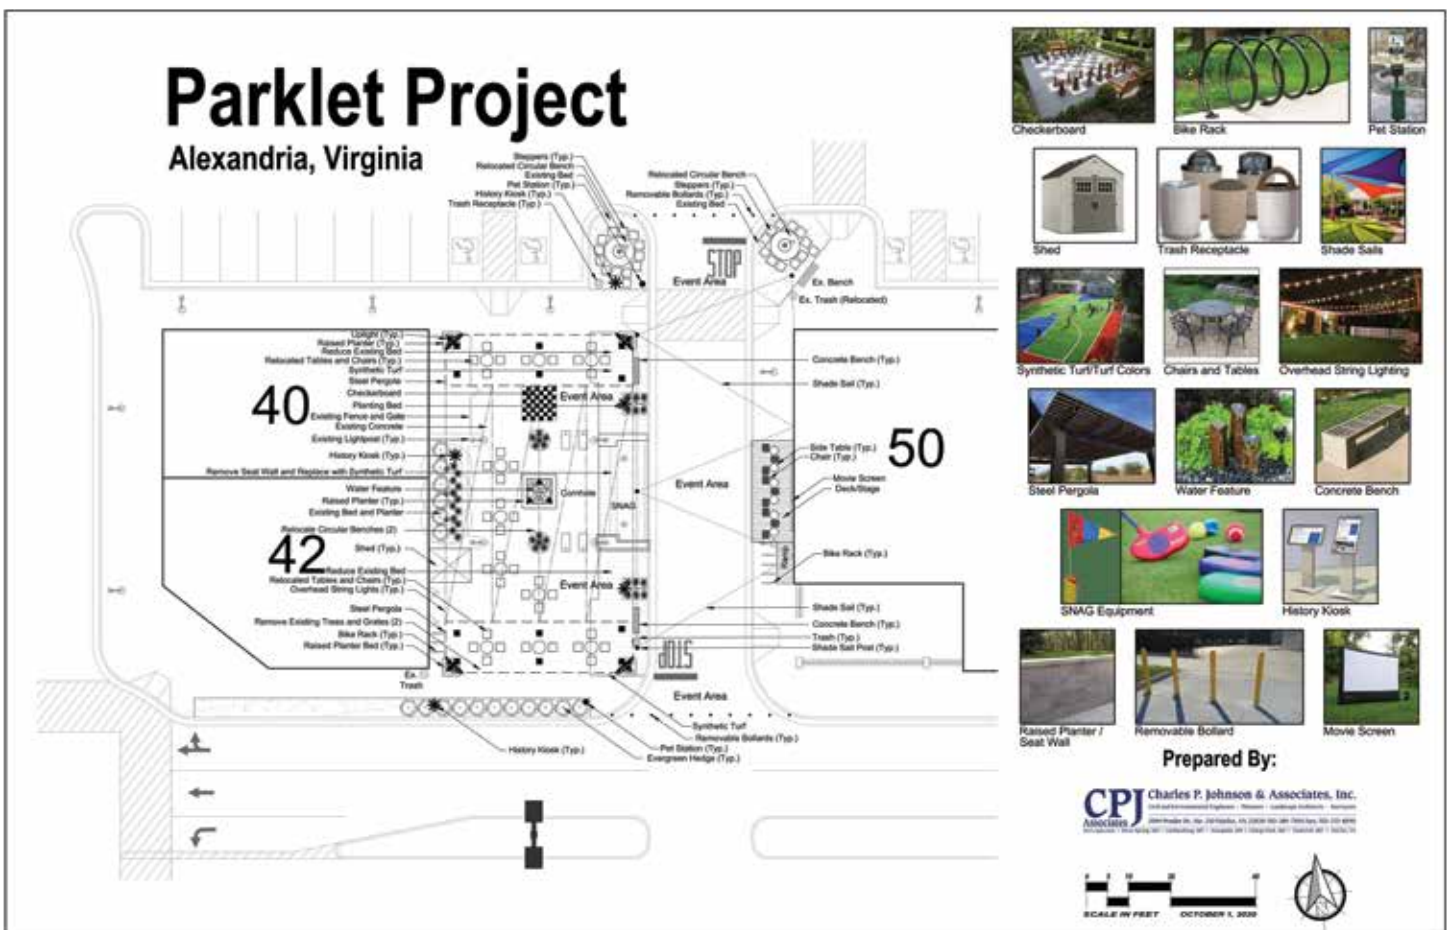 Parklet Project
Alexandria, Virginia
Steppers (Typ.)
Relocated Circular Bench
Existing Bed
Pet Station (Typ.)
History Kiosk (Typ.)
Trash Receptacle (Typ.)
Relocated Circular Bench
Steppers (Typ.)
Removable Bollards (Typ.)
Existing Bed
STOP
Event Area
Ex. Bench
Ex. Trash (Relocated)
Uplight (Typ.)
Raised Planter (Typ.)
Reduce Existing Bed
Relocated Tables and Chairs (Typ.)
Synthetic Turf
Steel Pergola
Checkerboard
Planting Bed
Existing Fence and Gate
Existing Concrete
Existing Lightpost (Typ.)
History Kiosk (Typ.)
Remove Seat Wall and Replace with Synthetic Turf
Water Feature
Raised Planter (Typ.)
Existing Bed and Planter
Relocate Circular Benches (2)
Shed (Typ.)
Reduce Existing Bed
Relocated Tables and Chairs (Typ.)
Overhead String Lights (Typ.)
Steel Pergola
Remove Existing Trees and Grates (2)
Bike Rack (Typ.)
Raised Planter Bed (Typ.)
Ex.
Trash
40
42
50
Event Area
Cornhole
SNAG
Event Area
Event Area
Concrete Bench (Typ.)
Shade Sail (Typ.)
Side Table (Typ.)
Chair (Typ.)
Movie Screen
Deck/Stage
Ramp
Bike Rack (Typ.)
Shade Sail (Typ.)
Concrete Bench (Typ.)
Trash (Typ.)
Shade Sail Post (Typ.)
STOP
Event Area
Synthetic Turf
Removable Bollards (Typ.)
Pet Station (Typ.)
Evergreen Hedge (Typ.)
History Kiosk (Typ.)
Checkerboard
Bike Rack
Pet Station
Shed
Trash Receptacle
Shade Sails
Synthetic Turf/Turf Colors
Chairs and Tables
Overhead String Lighting
Steel Pergola
Water Feature
Concrete Bench
SNAG Equipment
History Kiosk
Raised Planter /
Seat Wall
Removable Bollard
Movie Screen
Prepared By:
CPJ
Associates
Charles P. Johnson & Associates, Inc.
SCALE IN FEET
OCTOBER 1, 2020